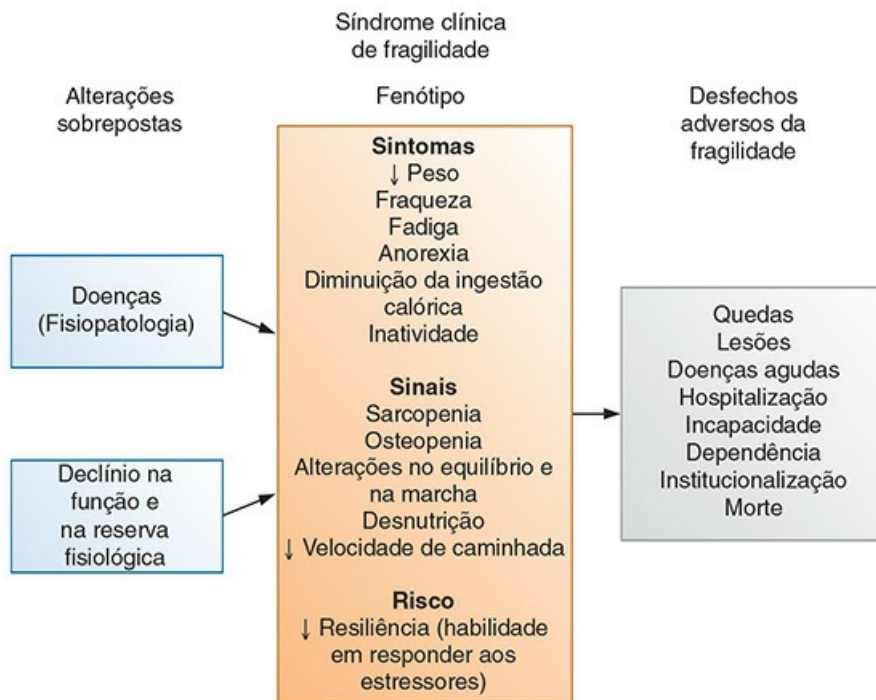 Síndrome clínica
de fragilidade
Alterações
sobrepostas
Fenótipo
Desfechos
adversos da
fragilidade
Doenças
(Fisiopatologia)
Declínio na
função e
na reserva
fisiológica
Sintomas
↓ Peso
Fraqueza
Fadiga
Anorexia
Diminuição da ingestão
calórica
Inatividade
Sinais
Sarcopenia
Osteopenia
Alterações no equilíbrio e
na marcha
Desnutrição
↓ Velocidade de caminhada
Risco
↓ Resiliência (habilidade
em responder aos
estressores)
Quedas
Lesões
Doenças agudas
Hospitalização
Incapacidade
Dependência
Institucionalização
Morte